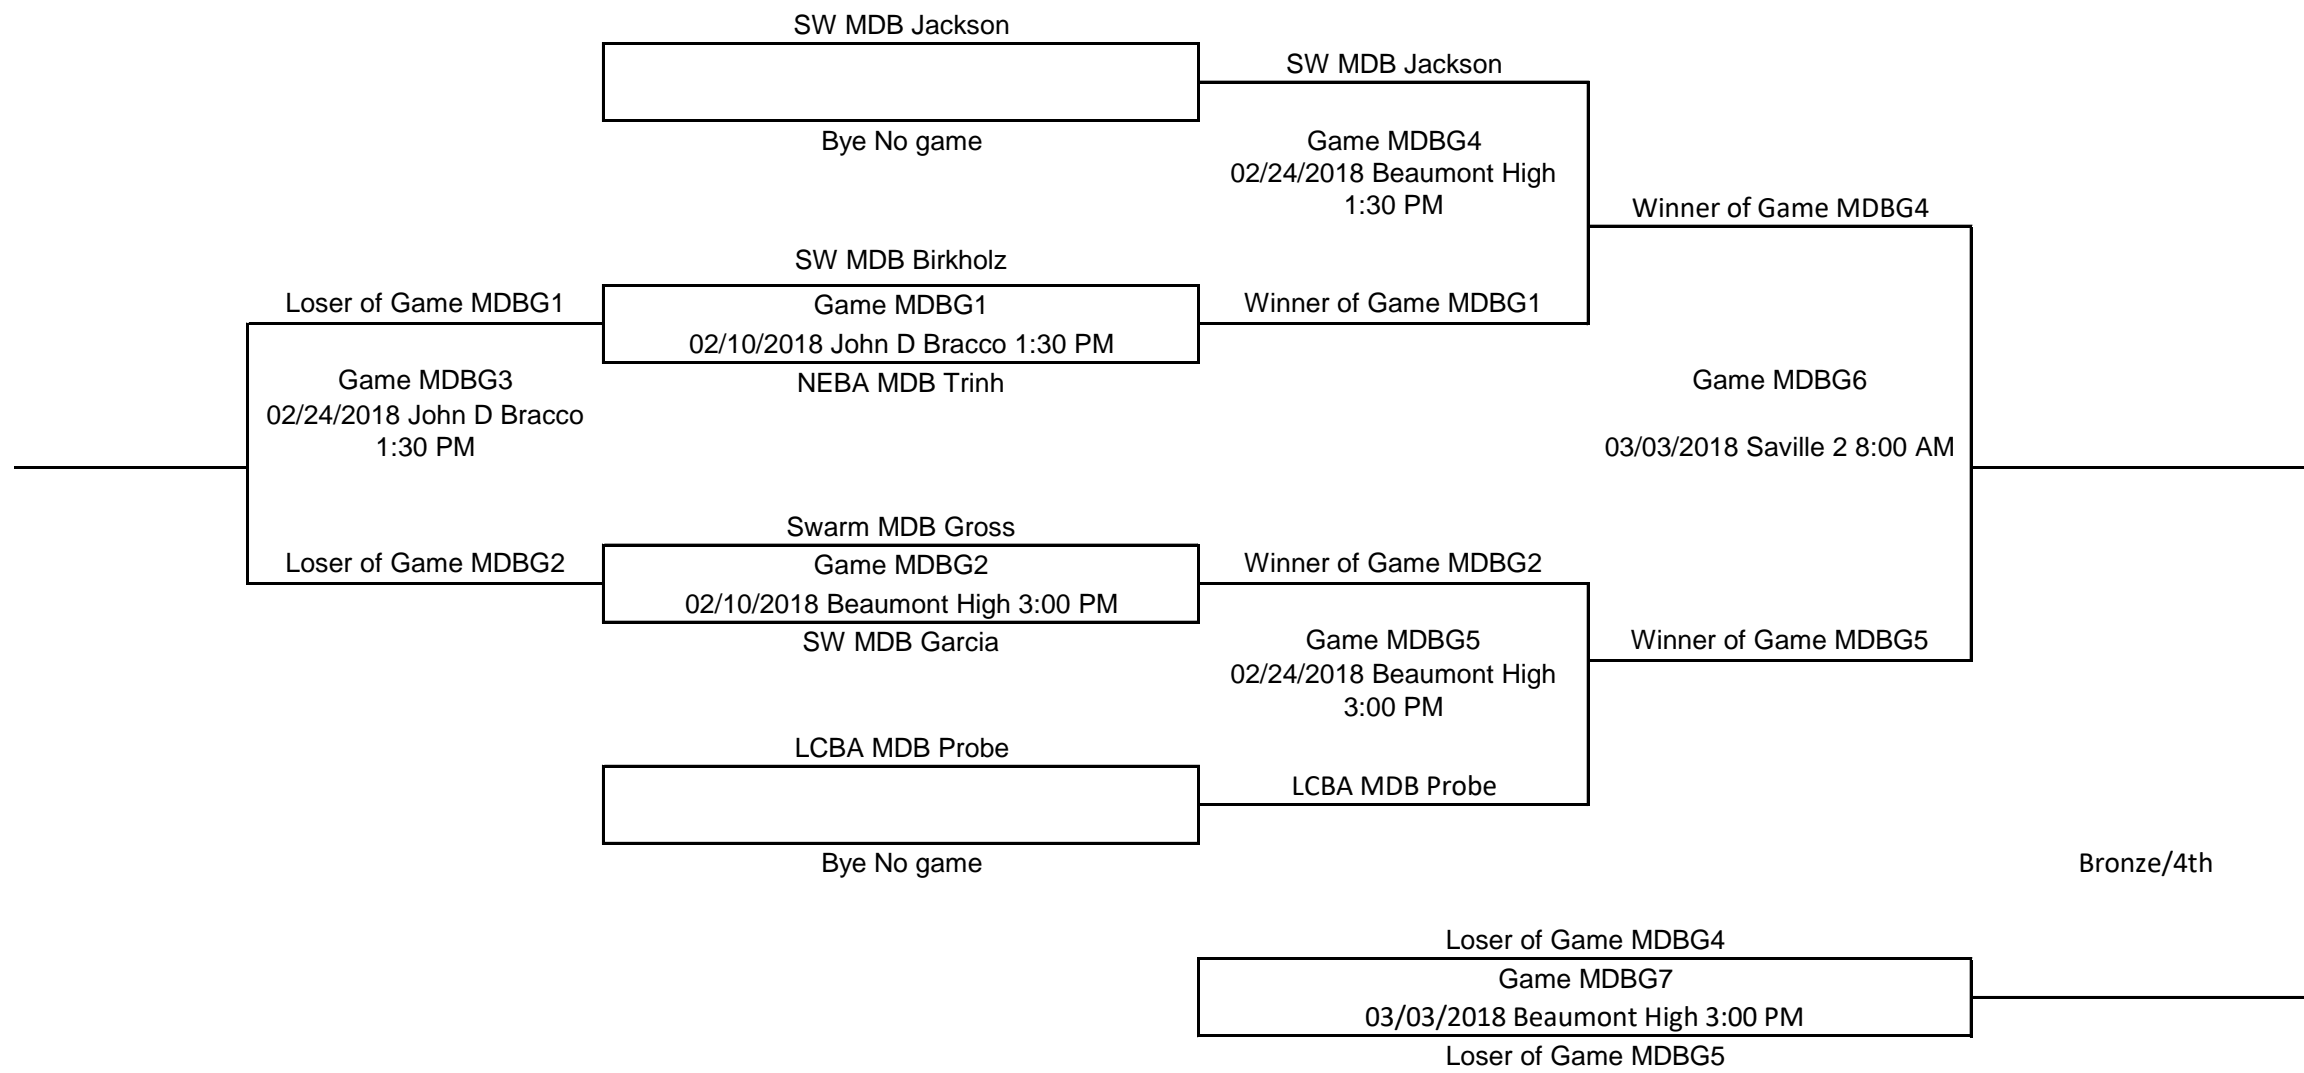 SW MDB Jackson
SW MDB Jackson
Bye No game
Game MDBG4
02/24/2018 Beaumont High
1:30 PM
Winner of Game MDBG4
SW MDB Birkholz
Loser of Game MDBG1
Game MDBG1
Winner of Game MDBG1
02/10/2018 John D Bracco 1:30 PM
Game MDBG3
NEBA MDB Trinh
Game MDBG6
02/24/2018 John D Bracco
1:30 PM
03/03/2018 Saville 2 8:00 AM
Swarm MDB Gross
Loser of Game MDBG2
Game MDBG2
Winner of Game MDBG2
02/10/2018 Beaumont High 3:00 PM
SW MDB Garcia
Game MDBG5
Winner of Game MDBG5
02/24/2018 Beaumont High
3:00 PM
LCBA MDB Probe
LCBA MDB Probe
Bye No game
Bronze/4th
Loser of Game MDBG4
Game MDBG7
03/03/2018 Beaumont High 3:00 PM
Loser of Game MDBG5